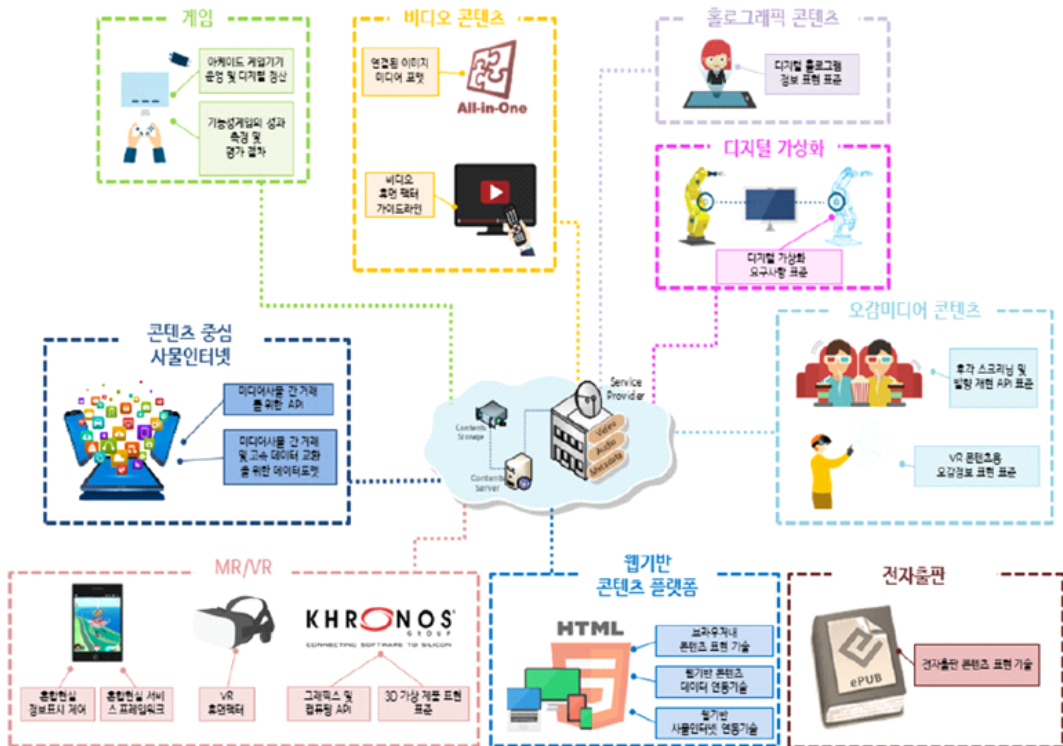 게임
아케이드 게임기기
운영 및 디지털 정산
기능성게임의 성과
측정 및
평가 절차
비디오 콘텐츠
연결된 이미지
미디어 포맷
All-in-One
비디오
휴먼 팩터
가이드라인
홀로그래픽 콘텐츠
디지털 홀로그램
정보 표현 표준
디지털 가상화
디지털 가상화
요구사항 표준
콘텐츠 중심
사물인터넷
미디어사물 간 거래
를 위한 API
미디어사물 간 거래
및 고속 데이터 교환
을 위한 데이터포맷
Service
Provider
Contents
Storage
Contents
Server
Video
Audio
Metadata
오감미디어 콘텐츠
후각 스크리닝 및
발향 재현 API 표준
VR 콘텐츠용
오감정보 표현 표준
MR/VR
KHRONOS
GROUP
CONNECTING SOFTWARE TO SILICON
혼합현실
정보표시 제어
혼합현실 서비
스 프레임워크
VR
휴먼팩터
그래픽스 및
컴퓨팅 API
3D 가상 제품 표현
표준
웹기반
콘텐츠 플랫폼
HTML
브라우저내
콘텐츠 표현 기술
웹기반 콘텐츠
데이터 연동기술
웹기반
사물인터넷 연동기술
전자출판
ePUB
전자출판 콘텐츠 표현 기술